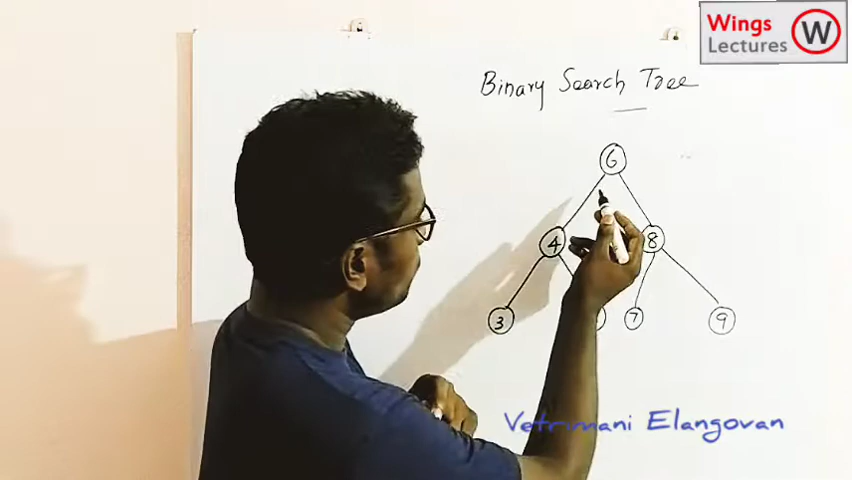 Wings
Lectures
W
Binary Search Tree
6
4 8
3 7 9
Vetrimani Elangovan